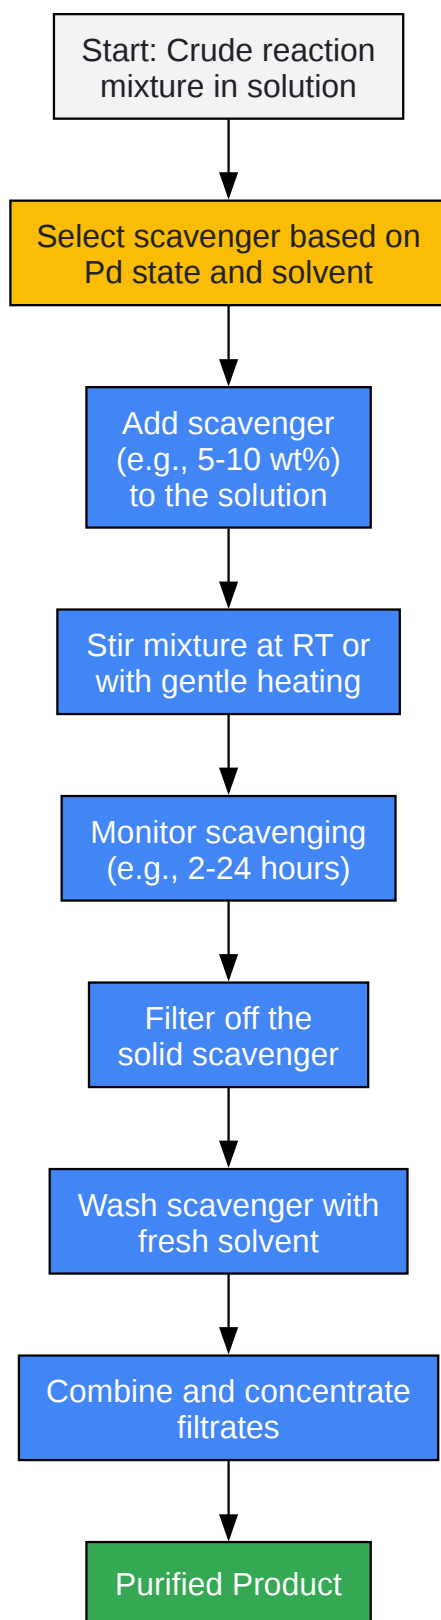 Start: Crude reaction
mixture in solution
Select scavenger based on
Pd state and solvent
Add scavenger
(e.g., 5-10 wt%)
to the solution
Stir mixture at RT or
with gentle heating
Monitor scavenging
(e.g., 2-24 hours)
Filter off the
solid scavenger
Wash scavenger with
fresh solvent
Combine and concentrate
filtrates
Purified Product